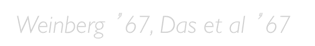 Weinberg ’67, Das et al ’67